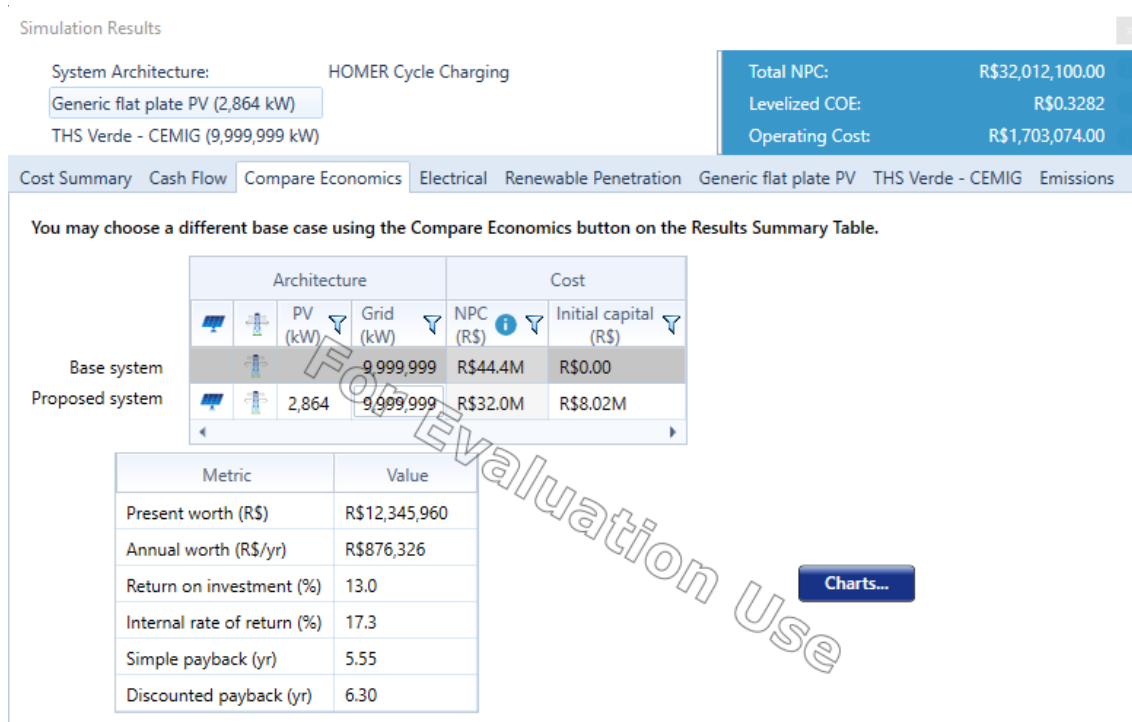 Simulation Results
System Architecture: HOMER Cycle Charging
Generic flat plate PV (2,864 kW)
THS Verde - CEMIG (9,999,999 kW)
Total NPC: R$32,012,100.00
Levelized COE: R$0.3282
Operating Cost: R$1,703,074.00
Cost Summary Cash Flow Compare Economics Electrical Renewable Penetration Generic flat plate PV THS Verde - CEMIG Emissions
You may choose a different base case using the Compare Economics button on the Results Summary Table.
Architecture Cost
PV (kW) Grid (kW) NPC (R$) Initial capital (R$)
Base system 9,999,999 R$44.4M R$0.00
Proposed system 2,864 9,999,999 R$32.0M R$8.02M
Metric Value
Present worth (R$) R$12,345,960
Annual worth (R$/yr) R$876,326
Return on investment (%) 13.0
Internal rate of return (%) 17.3
Simple payback (yr) 5.55
Discounted payback (yr) 6.30
Charts...
For Evaluation Use